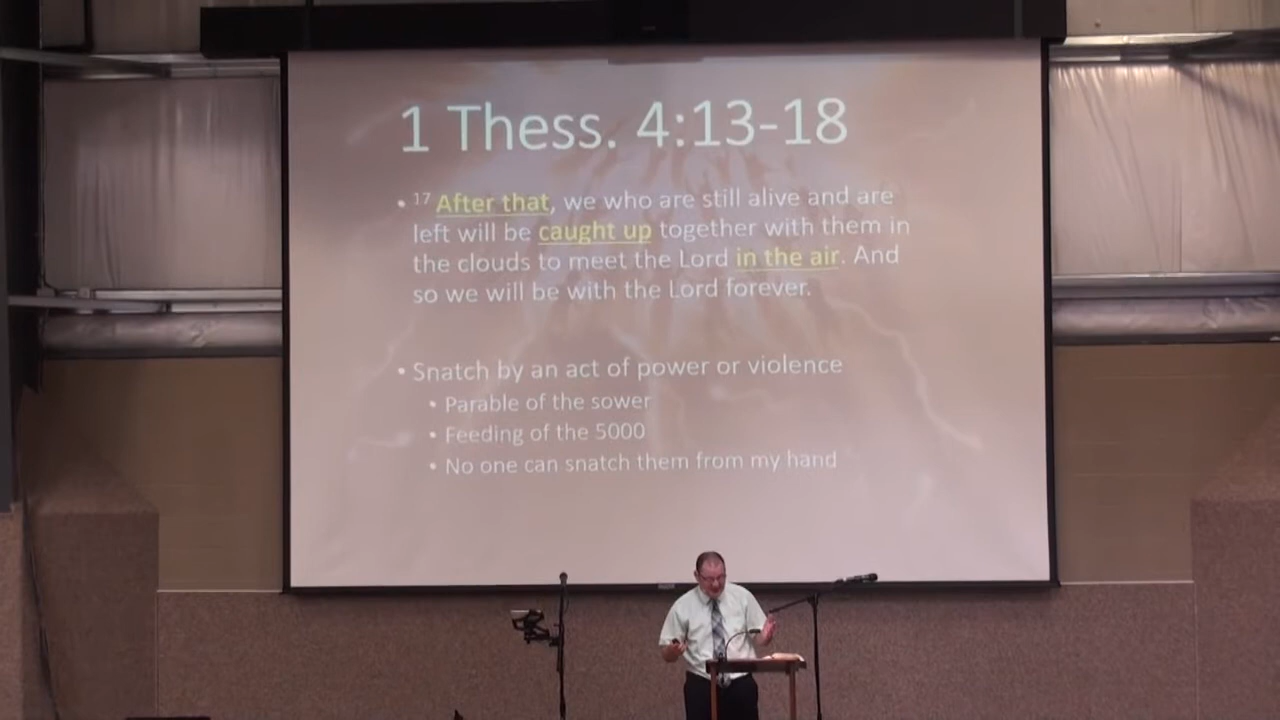 1 Thess. 4:13-18
• 17 After that, we who are still alive and are
left will be caught up together with them in
the clouds to meet the Lord in the air. And
so we will be with the Lord forever.
• Snatch by an act of power or violence
• Parable of the sower
• Feeding of the 5000
• No one can snatch them from my hand